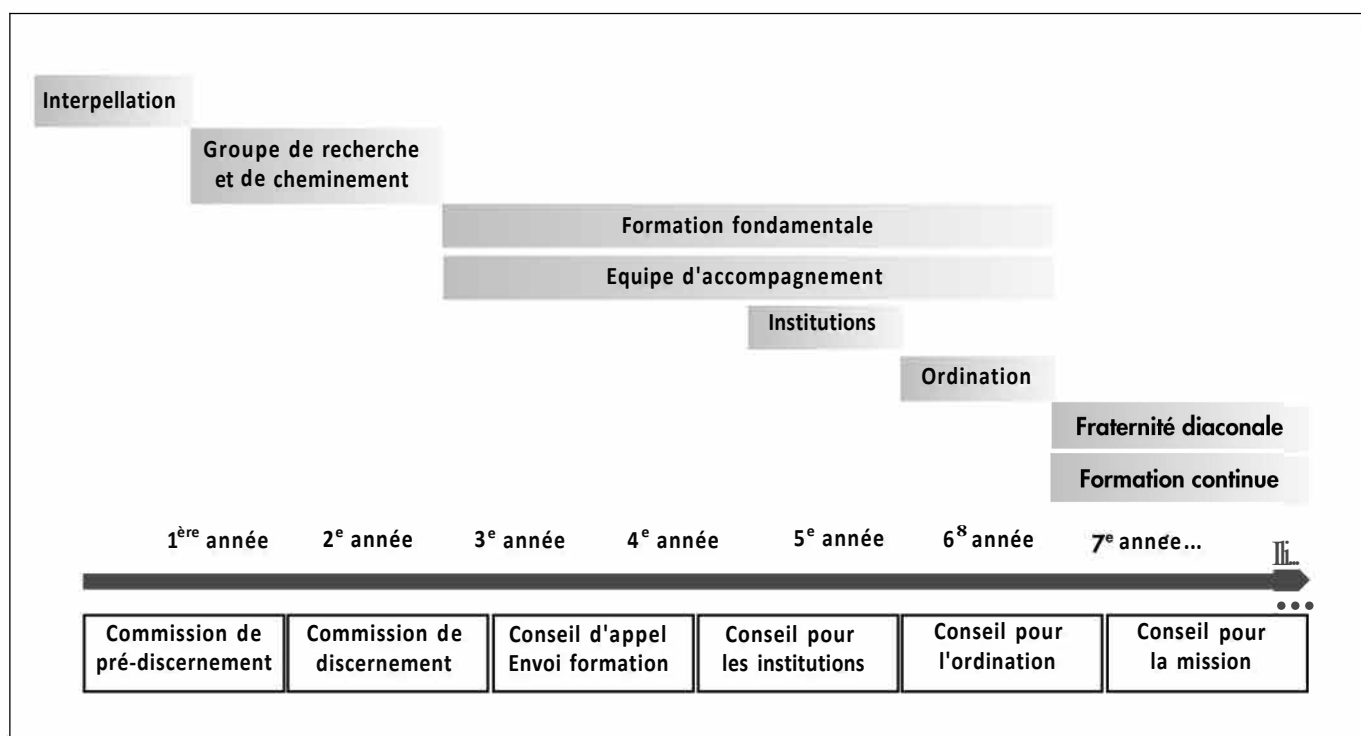 Interpellation
Groupe de recherche
et de cheminement
Formation fondamentale
Equipe d'accompagnement
Institutions
Ordination
Fraternité diaconale
Formation continue
1ère année 2e année 3e année 4e année 5e année 68 année 7e année...
...
Commission de
pré-discernement
Commission de
discernement
Conseil d'appel
Envoi formation
Conseil pour
les institutions
Conseil pour
l'ordination
Conseil pour
la mission